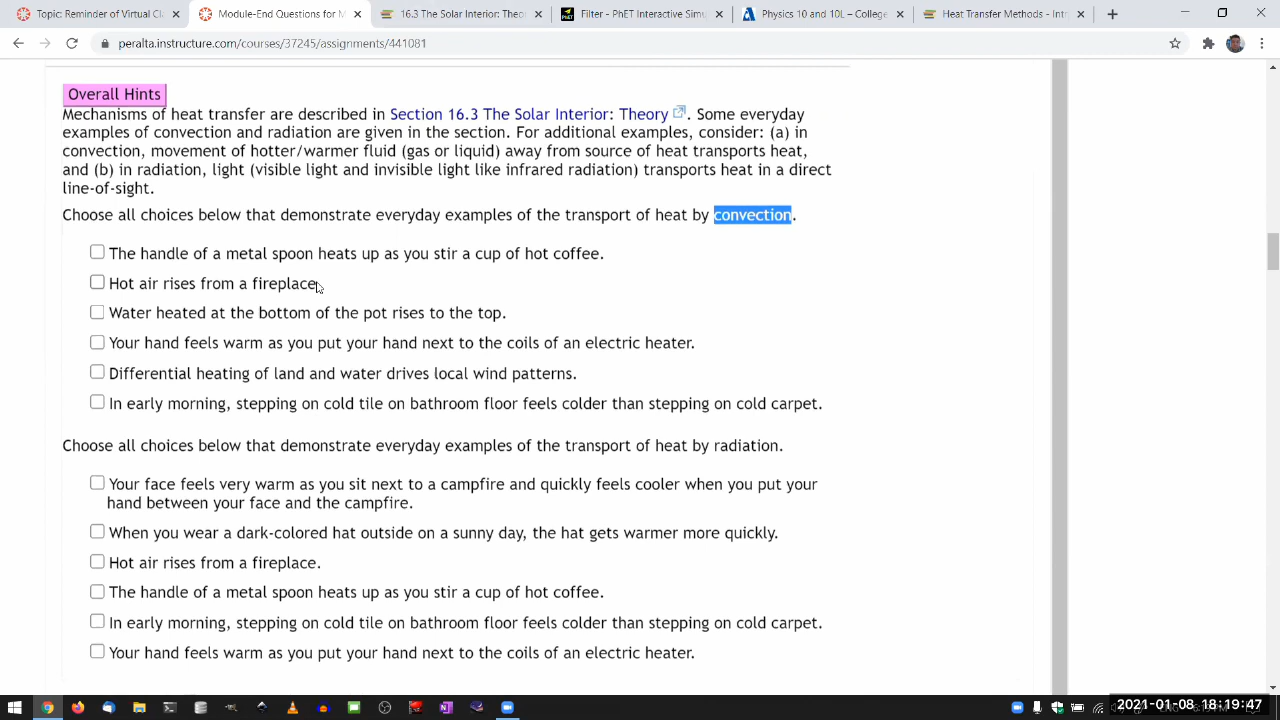 Topics for Review of Visual Cl
Module-End Questions for M
16.3 The Solar Interior: Theor
PhET
Filter - PhET Interactive Simu
Physics 10 and 10L – College
Heat Transfer Methods - Intr
peralta.instructure.com/courses/37245/assignments/441081
Overall Hints
Mechanisms of heat transfer are described in Section 16.3 The Solar Interior: Theory. Some everyday
examples of convection and radiation are given in the section. For additional examples, consider: (a) in
convection, movement of hotter/warmer fluid (gas or liquid) away from source of heat transports heat,
and (b) in radiation, light (visible light and invisible light like infrared radiation) transports heat in a direct
line-of-sight.
Choose all choices below that demonstrate everyday examples of the transport of heat by convection.
The handle of a metal spoon heats up as you stir a cup of hot coffee.
Hot air rises from a fireplace.
Water heated at the bottom of the pot rises to the top.
Your hand feels warm as you put your hand next to the coils of an electric heater.
Differential heating of land and water drives local wind patterns.
In early morning, stepping on cold tile on bathroom floor feels colder than stepping on cold carpet.
Choose all choices below that demonstrate everyday examples of the transport of heat by radiation.
Your face feels very warm as you sit next to a campfire and quickly feels cooler when you put your
hand between your face and the campfire.
When you wear a dark-colored hat outside on a sunny day, the hat gets warmer more quickly.
Hot air rises from a fireplace.
The handle of a metal spoon heats up as you stir a cup of hot coffee.
In early morning, stepping on cold tile on bathroom floor feels colder than stepping on cold carpet.
Your hand feels warm as you put your hand next to the coils of an electric heater.
2021-01-08 18:19:47